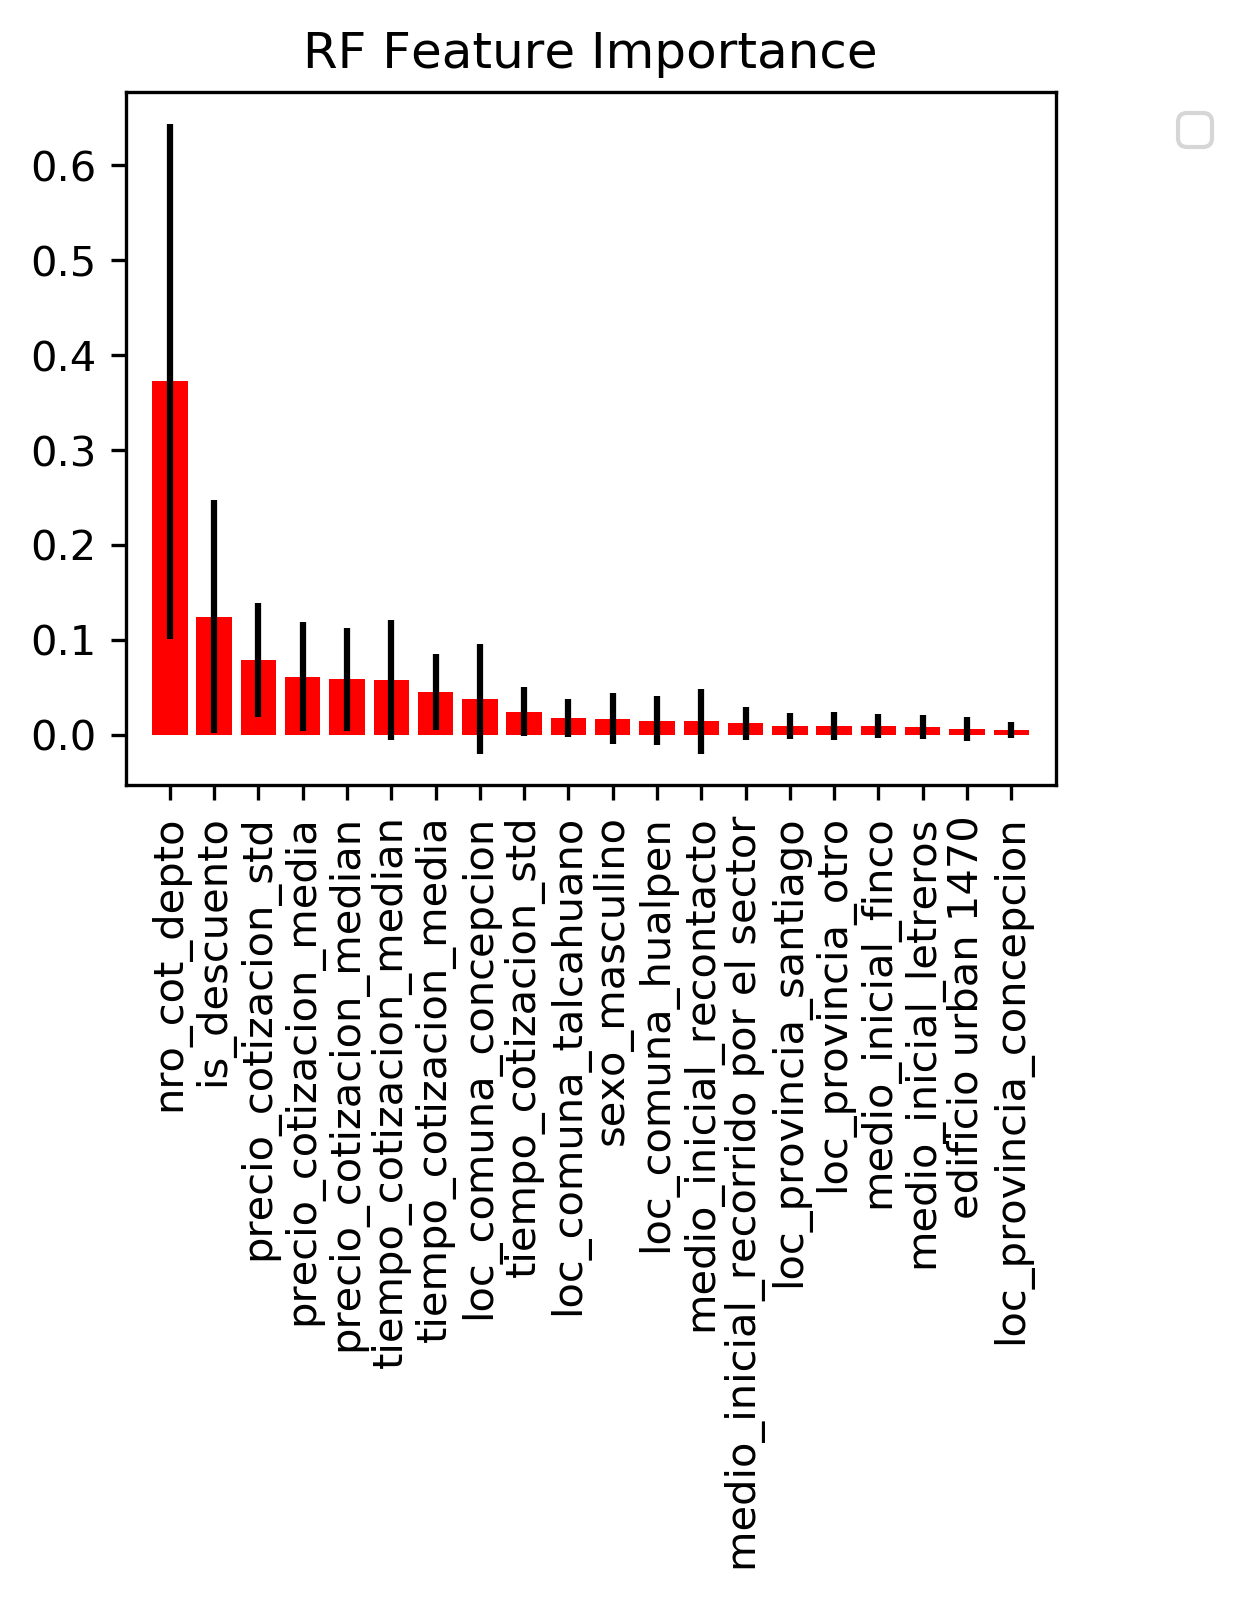 RF Feature Importance
0.6
0.5
0.4
0.3
0.2
0.1
0.0
nro_cot_depto
is_descuento
precio_cotizacion_std
precio_cotizacion_media
precio_cotizacion_median
tiempo_cotizacion_median
tiempo_cotizacion_media
loc_comuna_concepcion
tiempo_cotizacion_std
loc_comuna_talcahuano
sexo_masculino
loc_comuna_hualpen
medio_inicial_recontacto
medio_inicial_recorrido por el sector
loc_provincia_santiago
loc_provincia_otro
medio_inicial_finco
medio_inicial_letreros
edificio urban 1470
loc_provincia_concepcion